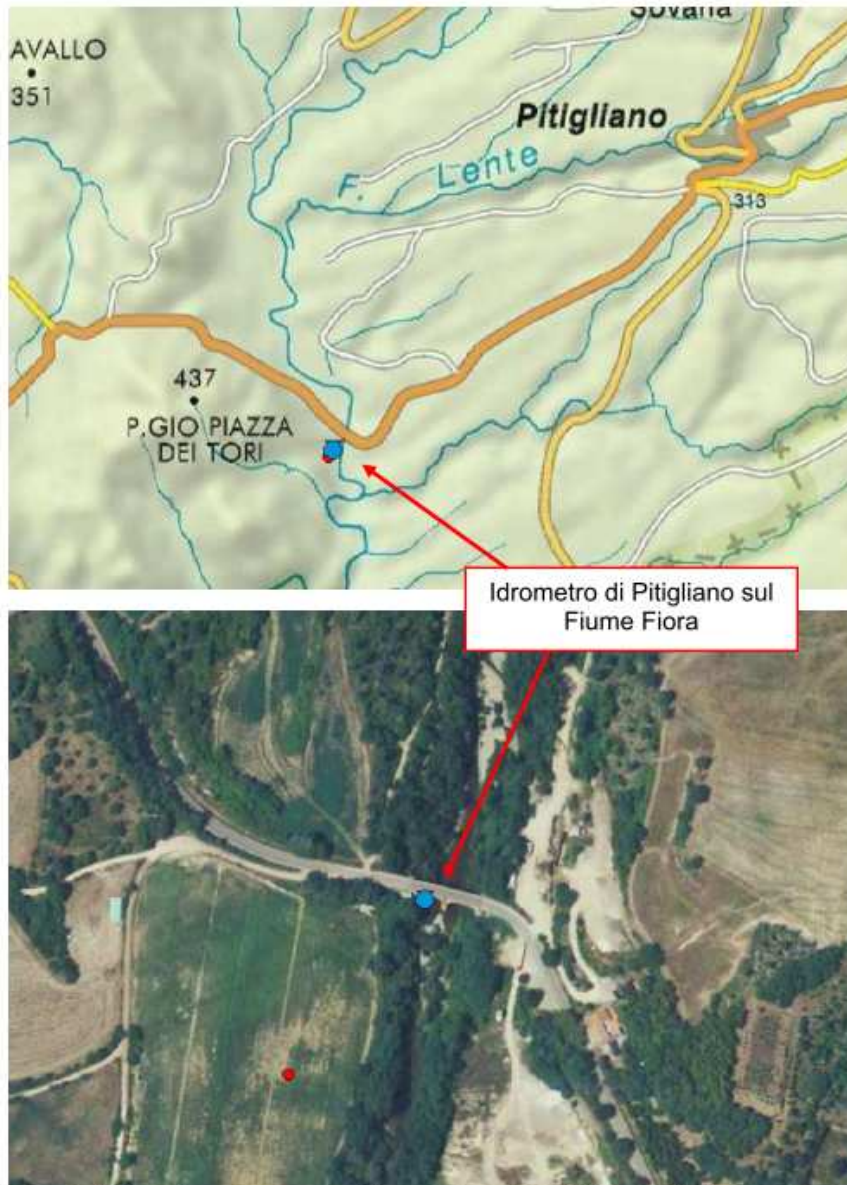 Sovana
AVALLO
351
Pitigliano
F. Lente
313
437
P.GIO PIAZZA
DEI TORI
Idrometro di Pitigliano sul
Fiume Fiora